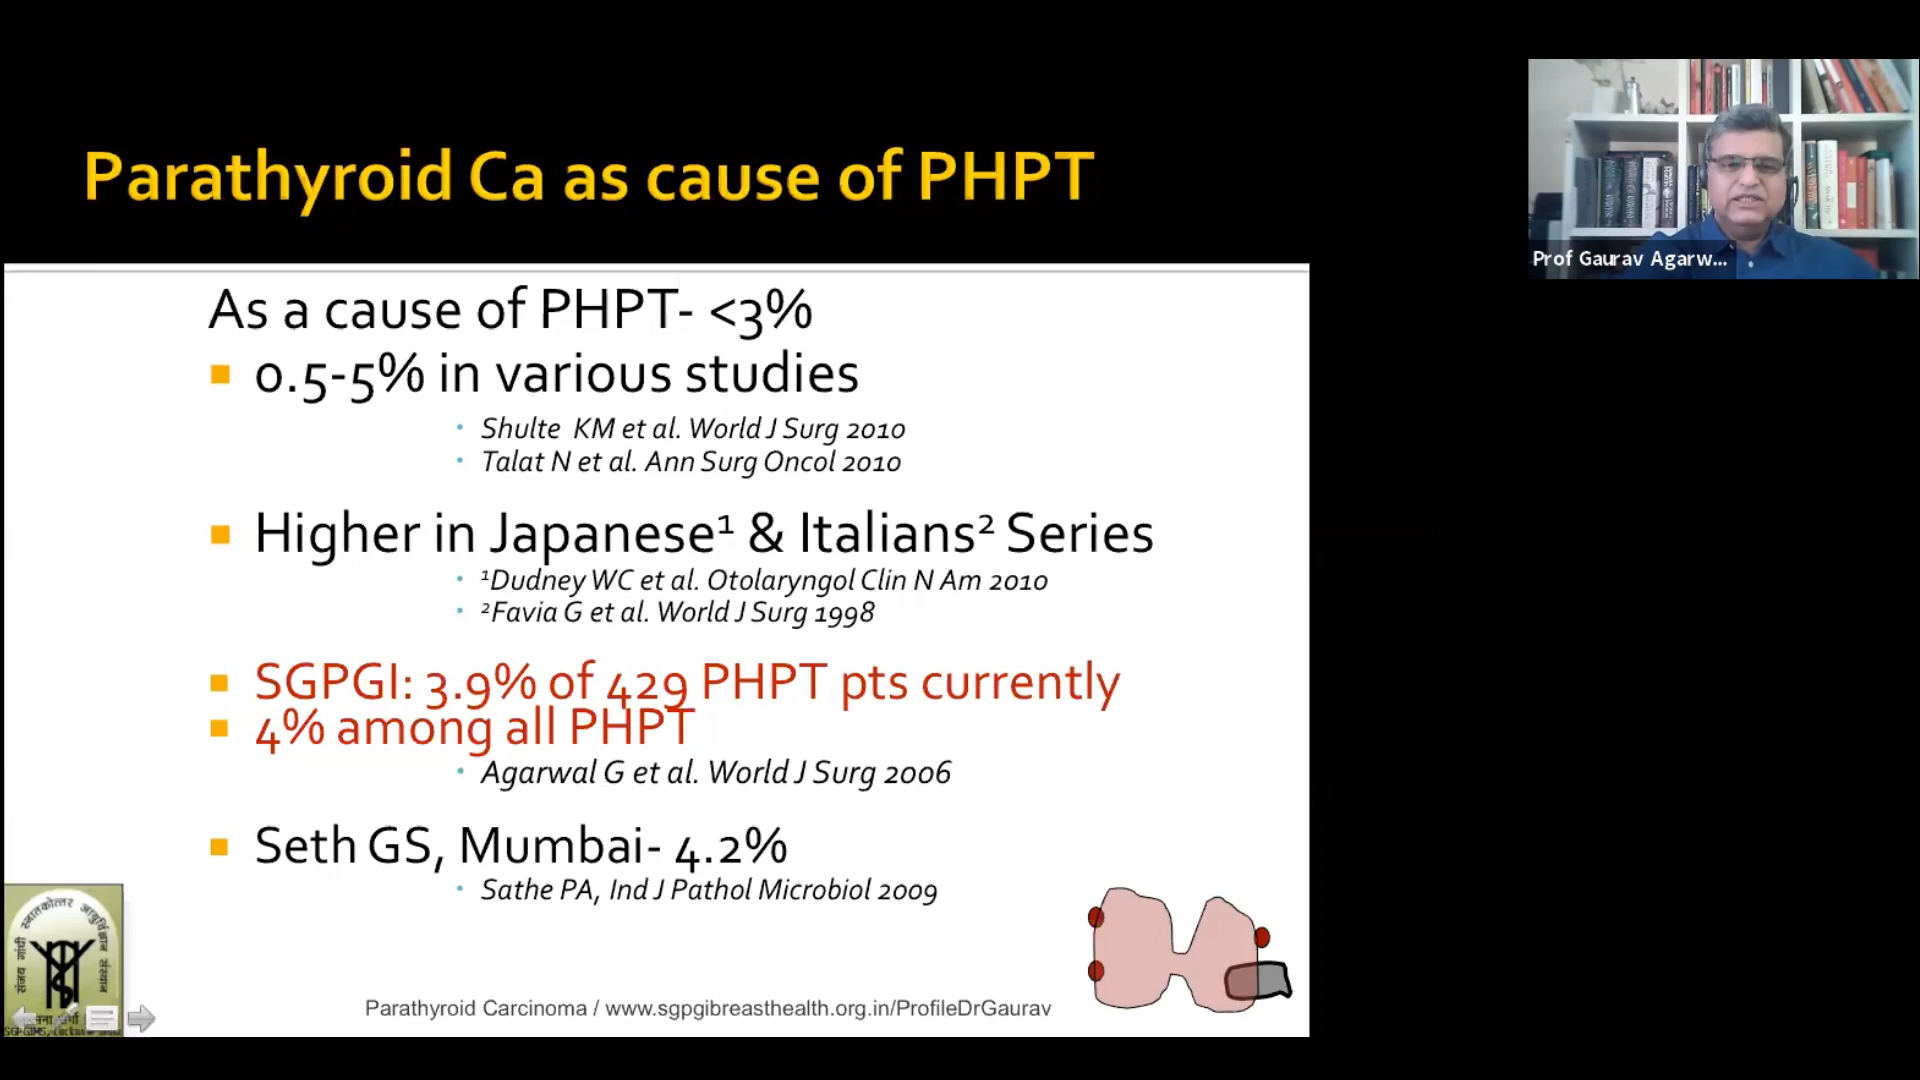 Parathyroid Ca as cause of PHPT
Prof Gaurav Agarw...
As a cause of PHPT- <3%
0.5-5% in various studies
Shulte KM et al. World J Surg 2010
Talat N et al. Ann Surg Oncol 2010
Higher in Japanese¹ & Italians² Series
¹Dudney WC et al. Otolaryngol Clin N Am 2010
²Favia G et al. World J Surg 1998
SGPGI: 3.9% of 429 PHPT pts currently
4% among all PHPT
Agarwal G et al. World J Surg 2006
Seth GS, Mumbai- 4.2%
Sathe PA, Ind J Pathol Microbiol 2009
संजय गांधी स्नातकोत्तर आयुर्विज्ञान संस्थान
Parathyroid Carcinoma / www.sgpgibreasthealth.org.in/ProfileDrGaurav